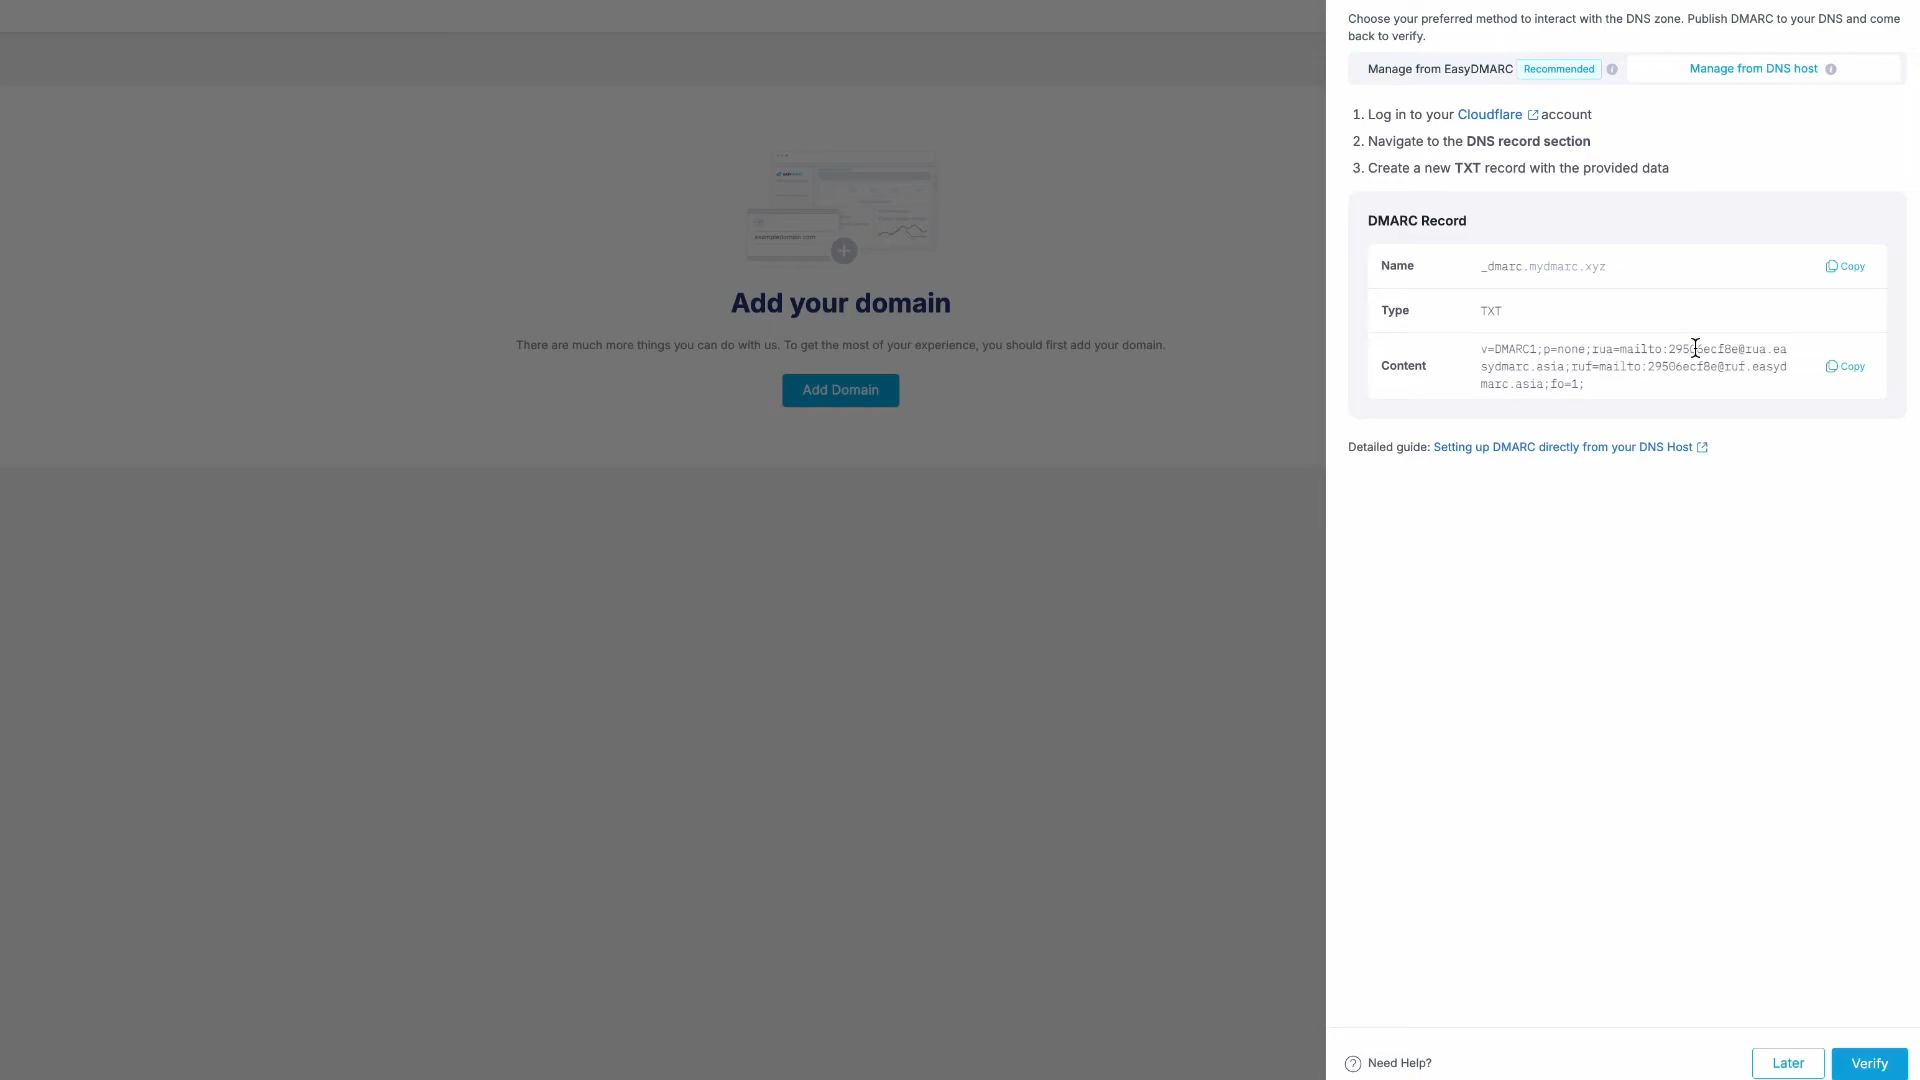 Choose your preferred method to interact with the DNS zone. Publish DMARC to your DNS and come
back to verify.
Manage from EasyDMARC Recommended
Manage from DNS host
1. Log in to your Cloudflare account
2. Navigate to the DNS record section
3. Create a new TXT record with the provided data
DMARC Record
Name _dmarc.mydmarc.xyz Copy
Type TXT
Content
v=DMARC1;p=none;rua=mailto:29506ecf8e@rua.ea
sydmarc.asia;ruf=mailto:29506ecf8e@ruf.easyd
marc.asia;fo=1;
Copy
Detailed guide: Setting up DMARC directly from your DNS Host
Need Help?
Later
Verify
exampledomain.com
Add your domain
There are much more things you can do with us. To get the most of your experience, you should first add your domain.
Add Domain